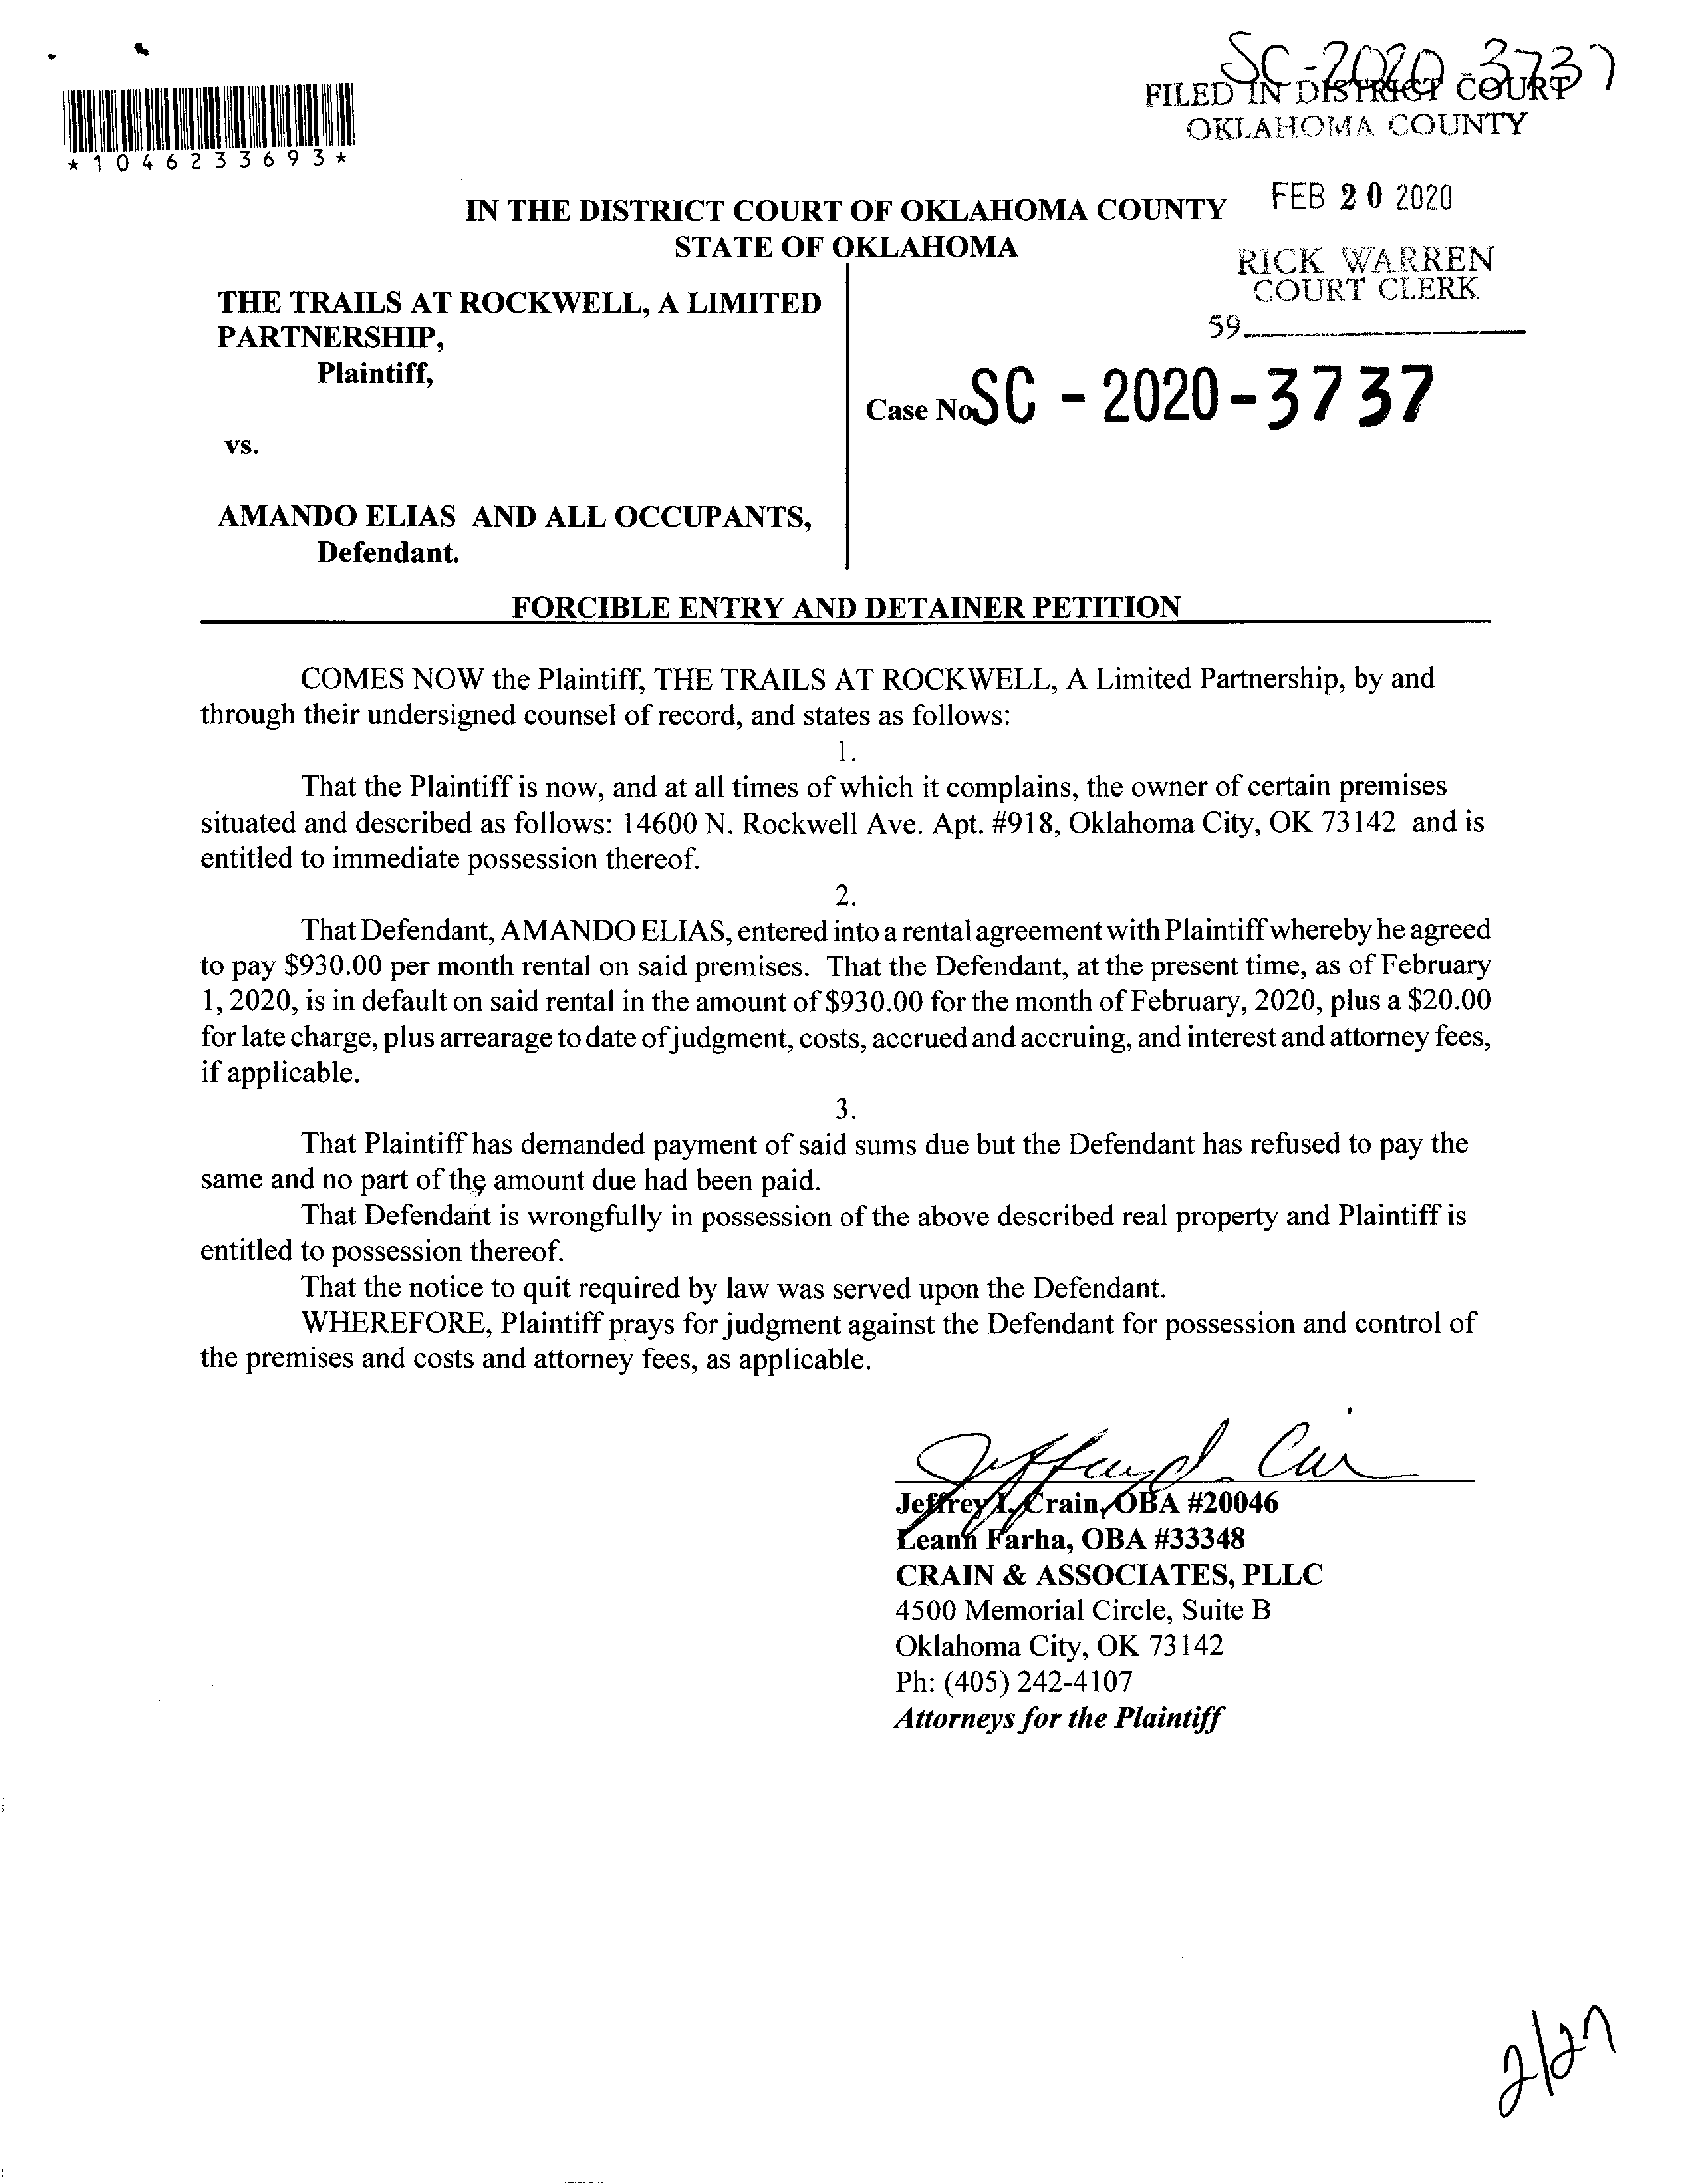 SC-2020-3737
FILED IN DISTRICT COURT
OKLAHOMA COUNTY
*1046233693*
FEB 20 2020
IN THE DISTRICT COURT OF OKLAHOMA COUNTY
STATE OF OKLAHOMA
RICK WARREN
COURT CLERK
59
THE TRAILS AT ROCKWELL, A LIMITED
PARTNERSHIP,
Plaintiff,
Case No. SC - 2020 - 3737
vs.
AMANDO ELIAS AND ALL OCCUPANTS,
Defendant.
FORCIBLE ENTRY AND DETAINER PETITION
COMES NOW the Plaintiff, THE TRAILS AT ROCKWELL, A Limited Partnership, by and
through their undersigned counsel of record, and states as follows:
1.
That the Plaintiff is now, and at all times of which it complains, the owner of certain premises
situated and described as follows: 14600 N. Rockwell Ave. Apt. #918, Oklahoma City, OK 73142 and is
entitled to immediate possession thereof.
2.
That Defendant, AMANDO ELIAS, entered into a rental agreement with Plaintiff whereby he agreed
to pay $930.00 per month rental on said premises. That the Defendant, at the present time, as of February
1, 2020, is in default on said rental in the amount of $930.00 for the month of February, 2020, plus a $20.00
for late charge, plus arrearage to date of judgment, costs, accrued and accruing, and interest and attorney fees,
if applicable.
3.
That Plaintiff has demanded payment of said sums due but the Defendant has refused to pay the
same and no part of the amount due had been paid.
That Defendant is wrongfully in possession of the above described real property and Plaintiff is
entitled to possession thereof.
That the notice to quit required by law was served upon the Defendant.
WHEREFORE, Plaintiff prays for judgment against the Defendant for possession and control of
the premises and costs and attorney fees, as applicable.
Jeffrey I. Crain, OBA #20046
Leann Farha, OBA #33348
CRAIN & ASSOCIATES, PLLC
4500 Memorial Circle, Suite B
Oklahoma City, OK 73142
Ph: (405) 242-4107
Attorneys for the Plaintiff
2/27